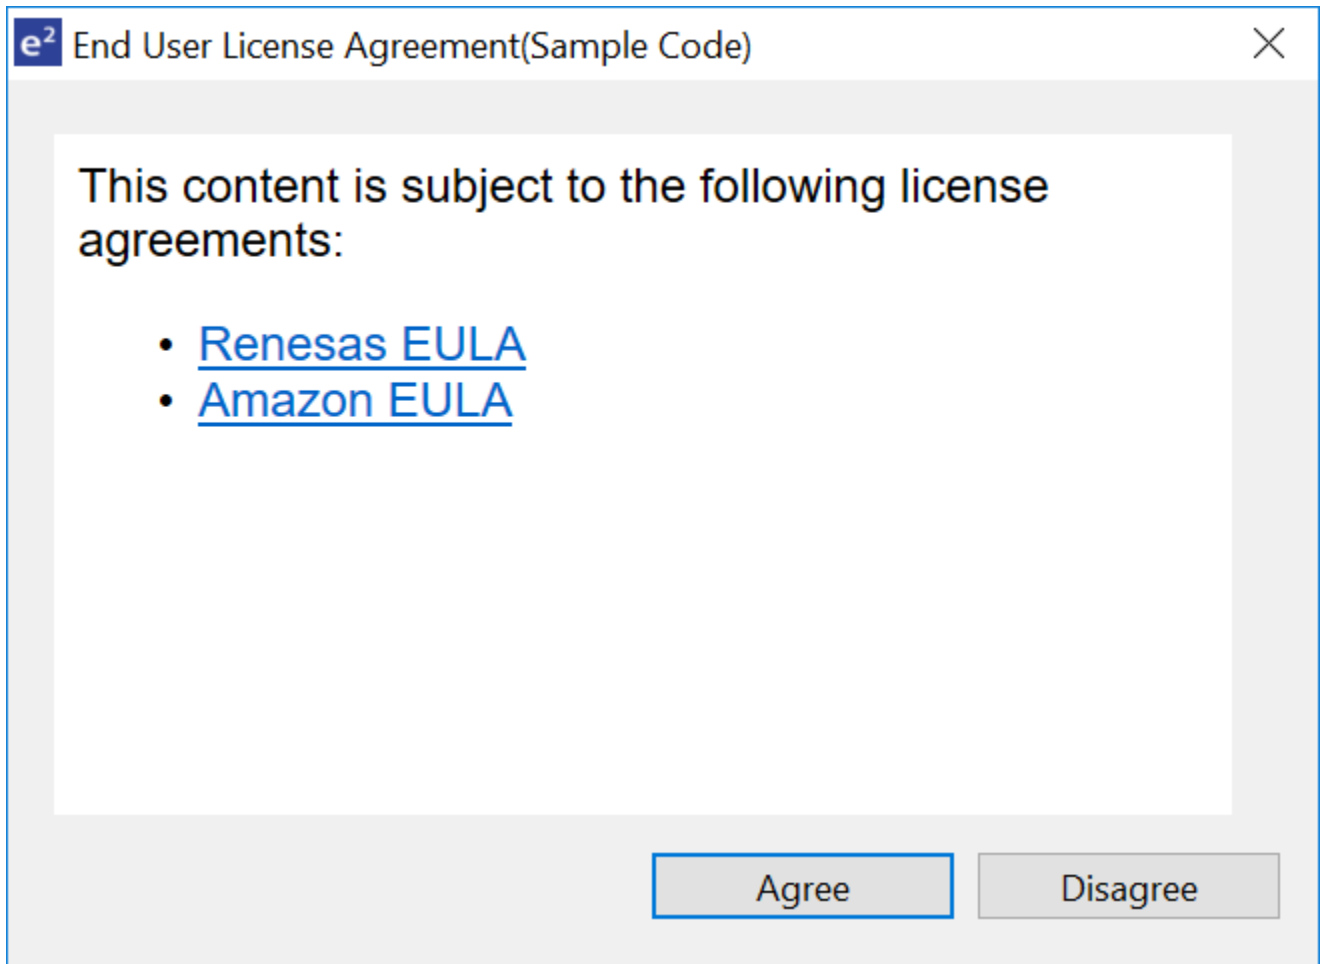 e² End User License Agreement(Sample Code)
This content is subject to the following license
agreements:
• Renesas EULA
• Amazon EULA
Agree Disagree